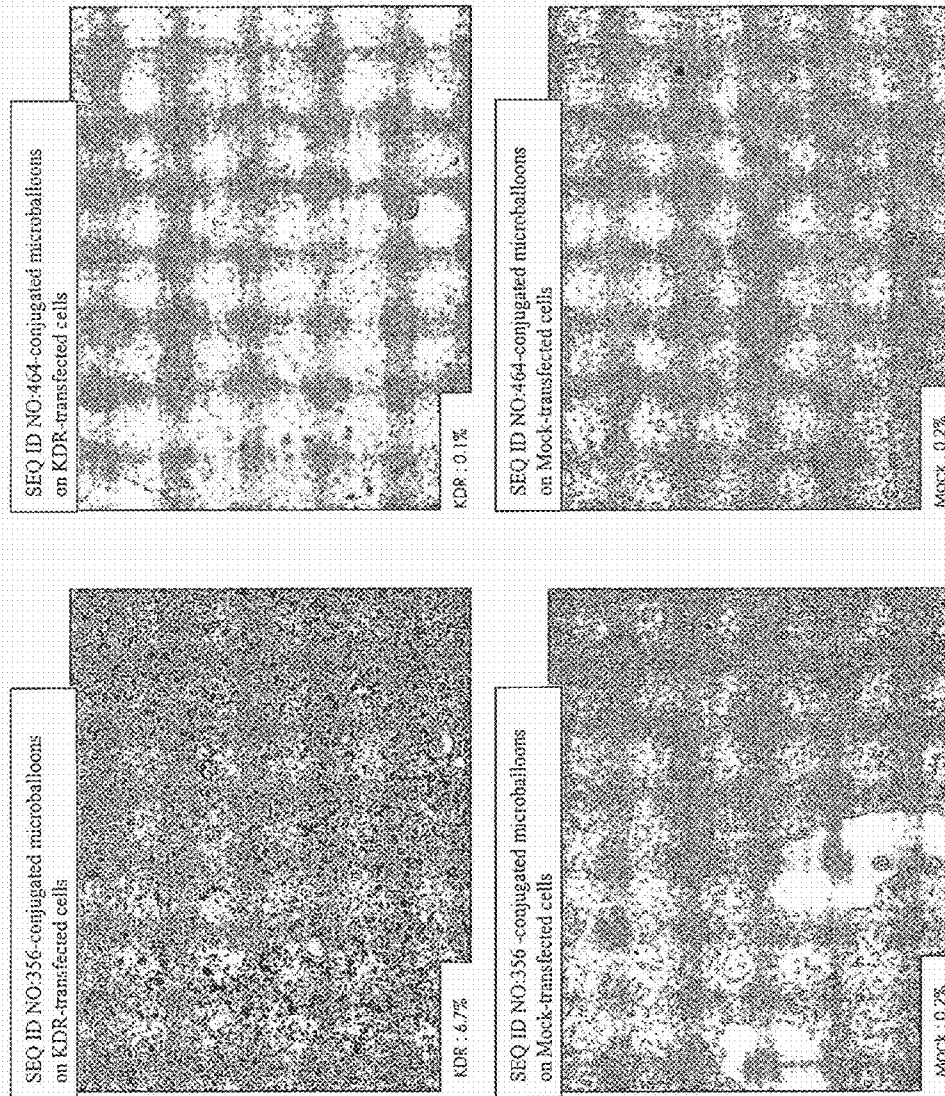 SEQ ID NO:356-conjugated microballoons
on KDR-transfected cells
KDR : 6.7%
SEQ ID NO:464-conjugated microballoons
on KDR-transfected cells
KDR : 0.1%
SEQ ID NO:356 -conjugated microballoons
on Mock-transfected cells
Mock :
SEQ ID NO:464-conjugated microballoons
on Mock-transfected cells
Mock : 0.2%